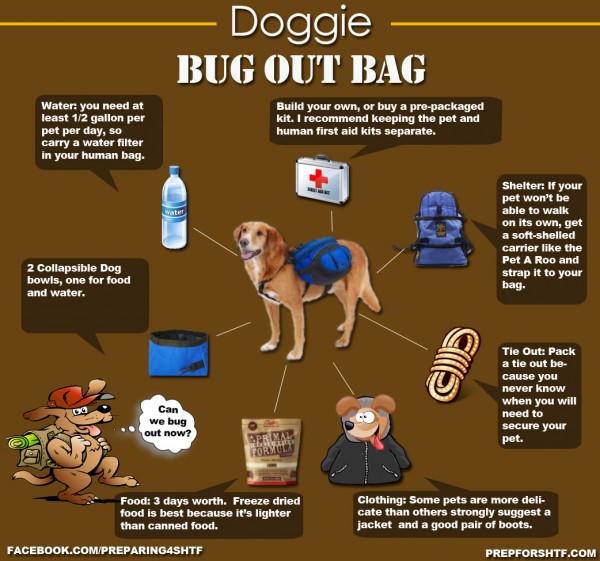 Doggie
BUG OUT BAG
Water: you need at
least 1/2 gallon per
pet per day, so
carry a water filter
in your human bag.
Build your own, or buy a pre-packaged
kit. I recommend keeping the pet and
human first aid kits separate.
water
Shelter: If your
pet won't be
able to walk
on its own, get
a soft-shelled
carrier like the
Pet A Roo and
strap it to your
bag.
2 Collapsible Dog
bowls, one for food
and water.
Tie Out: Pack
a tie out be-
cause you
never know
when you will
need to
secure your
pet.
Can
we bug
out now?
PRIMAL
FORMULA
Food: 3 days worth. Freeze dried
food is best because it's lighter
than canned food.
Clothing: Some pets are more deli-
cate than others strongly suggest a
jacket and a good pair of boots.
FACEBOOK.COM/PREPARING4SHTF
PREPFORSHTF.COM